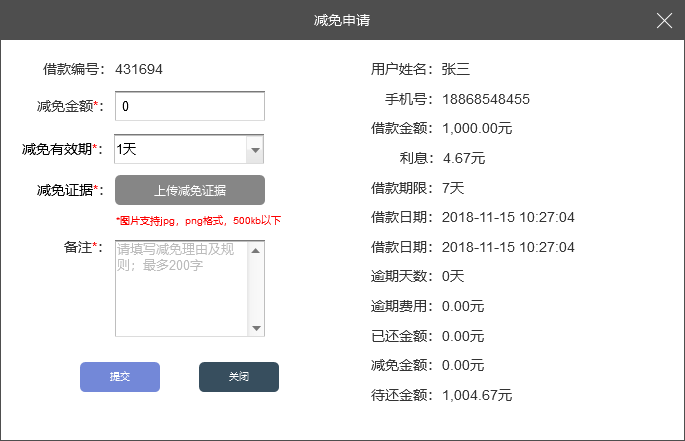 减免申请
借款编号：431694
减免金额*：0
减免有效期*：1天
减免证据*：上传减免证据
*图片支持jpg，png格式，500kb以下
备注*：请填写减免理由及规
则；最多200字
提交
关闭
用户姓名：张三
手机号：18868548455
借款金额：1,000.00元
利息：4.67元
借款期限：7天
借款日期：2018-11-15 10:27:04
借款日期：2018-11-15 10:27:04
逾期天数：0天
逾期费用：0.00元
已还金额：0.00元
减免金额：0.00元
待还金额：1,004.67元